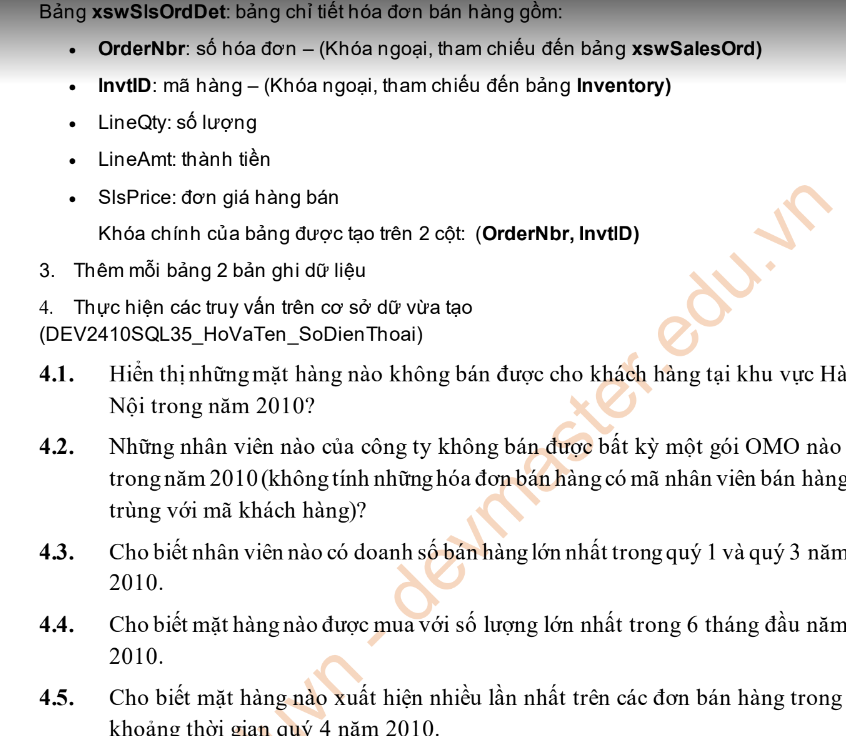 Bảng xswSlsOrdDet: bảng chỉ tiết hóa đơn bán hàng gồm:
• OrderNbr: số hóa đơn – (Khóa ngoại, tham chiếu đến bảng xswSalesOrd)
• InvtID: mã hàng – (Khóa ngoại, tham chiếu đến bảng Inventory)
• LineQty: số lượng
• LineAmt: thành tiền
• SlsPrice: đơn giá hàng bán
Khóa chính của bảng được tạo trên 2 cột: (OrderNbr, InvtID)
3. Thêm mỗi bảng 2 bản ghi dữ liệu
4. Thực hiện các truy vấn trên cơ sở dữ vừa tạo
(DEV2410SQL35_HoVaTen_SoDienThoai)
4.1. Hiển thị những mặt hàng nào không bán được cho khách hàng tại khu vực Hà
Nội trong năm 2010?
4.2. Những nhân viên nào của công ty không bán được bất kỳ một gói OMO nào
trong năm 2010 (không tính những hóa đơn bán hàng có mã nhân viên bán hàng
trùng với mã khách hàng)?
4.3. Cho biết nhân viên nào có doanh số bán hàng lớn nhất trong quý 1 và quý 3 năm
2010.
4.4. Cho biết mặt hàng nào được mua với số lượng lớn nhất trong 6 tháng đầu năm
2010.
4.5. Cho biết mặt hàng nào xuất hiện nhiều lần nhất trên các đơn bán hàng trong
khoảng thời gian quý 4 năm 2010.
.vn - devmaster.edu.vn